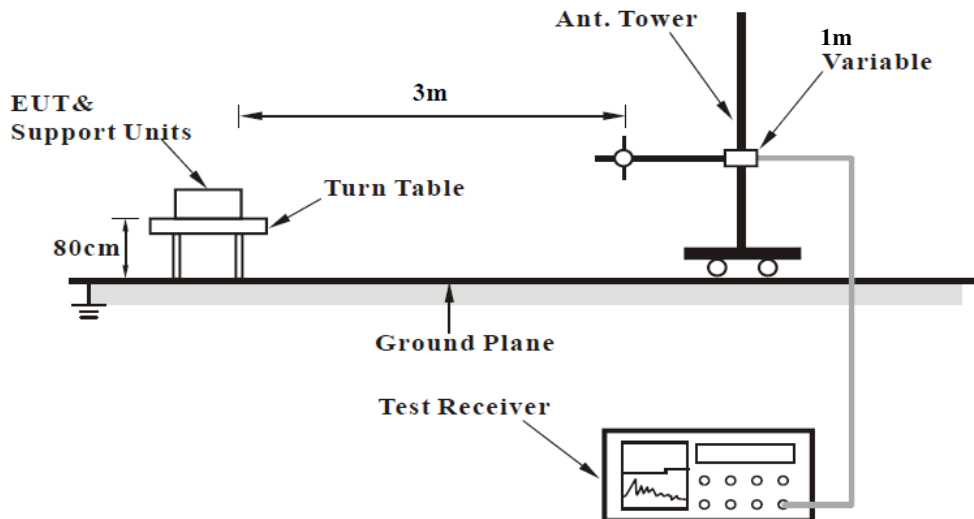 Ant. Tower
1m
Variable
3m
EUT&
Support Units
Turn Table
80cm
Ground Plane
Test Receiver